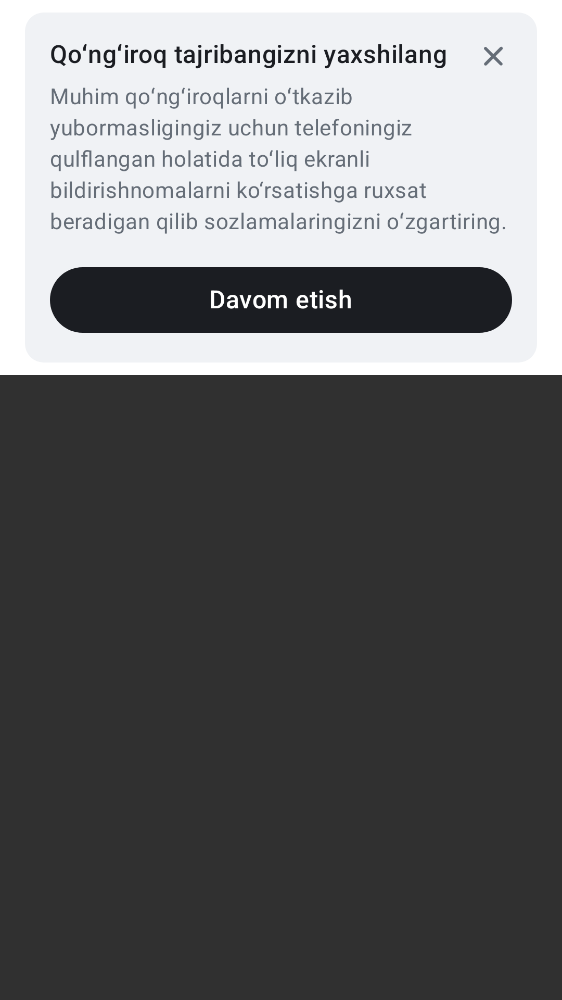 Qoʻngʻiroq tajribangizni yaxshilang
Muhim qoʻngʻiroqlarni oʻtkazib
yubormasligingiz uchun telefoningiz
qulflangan holatida toʻliq ekranli
bildirishnomalarni koʻrsatishga ruxsat
beradigan qilib sozlamalaringizni oʻzgartiring.
Davom etish